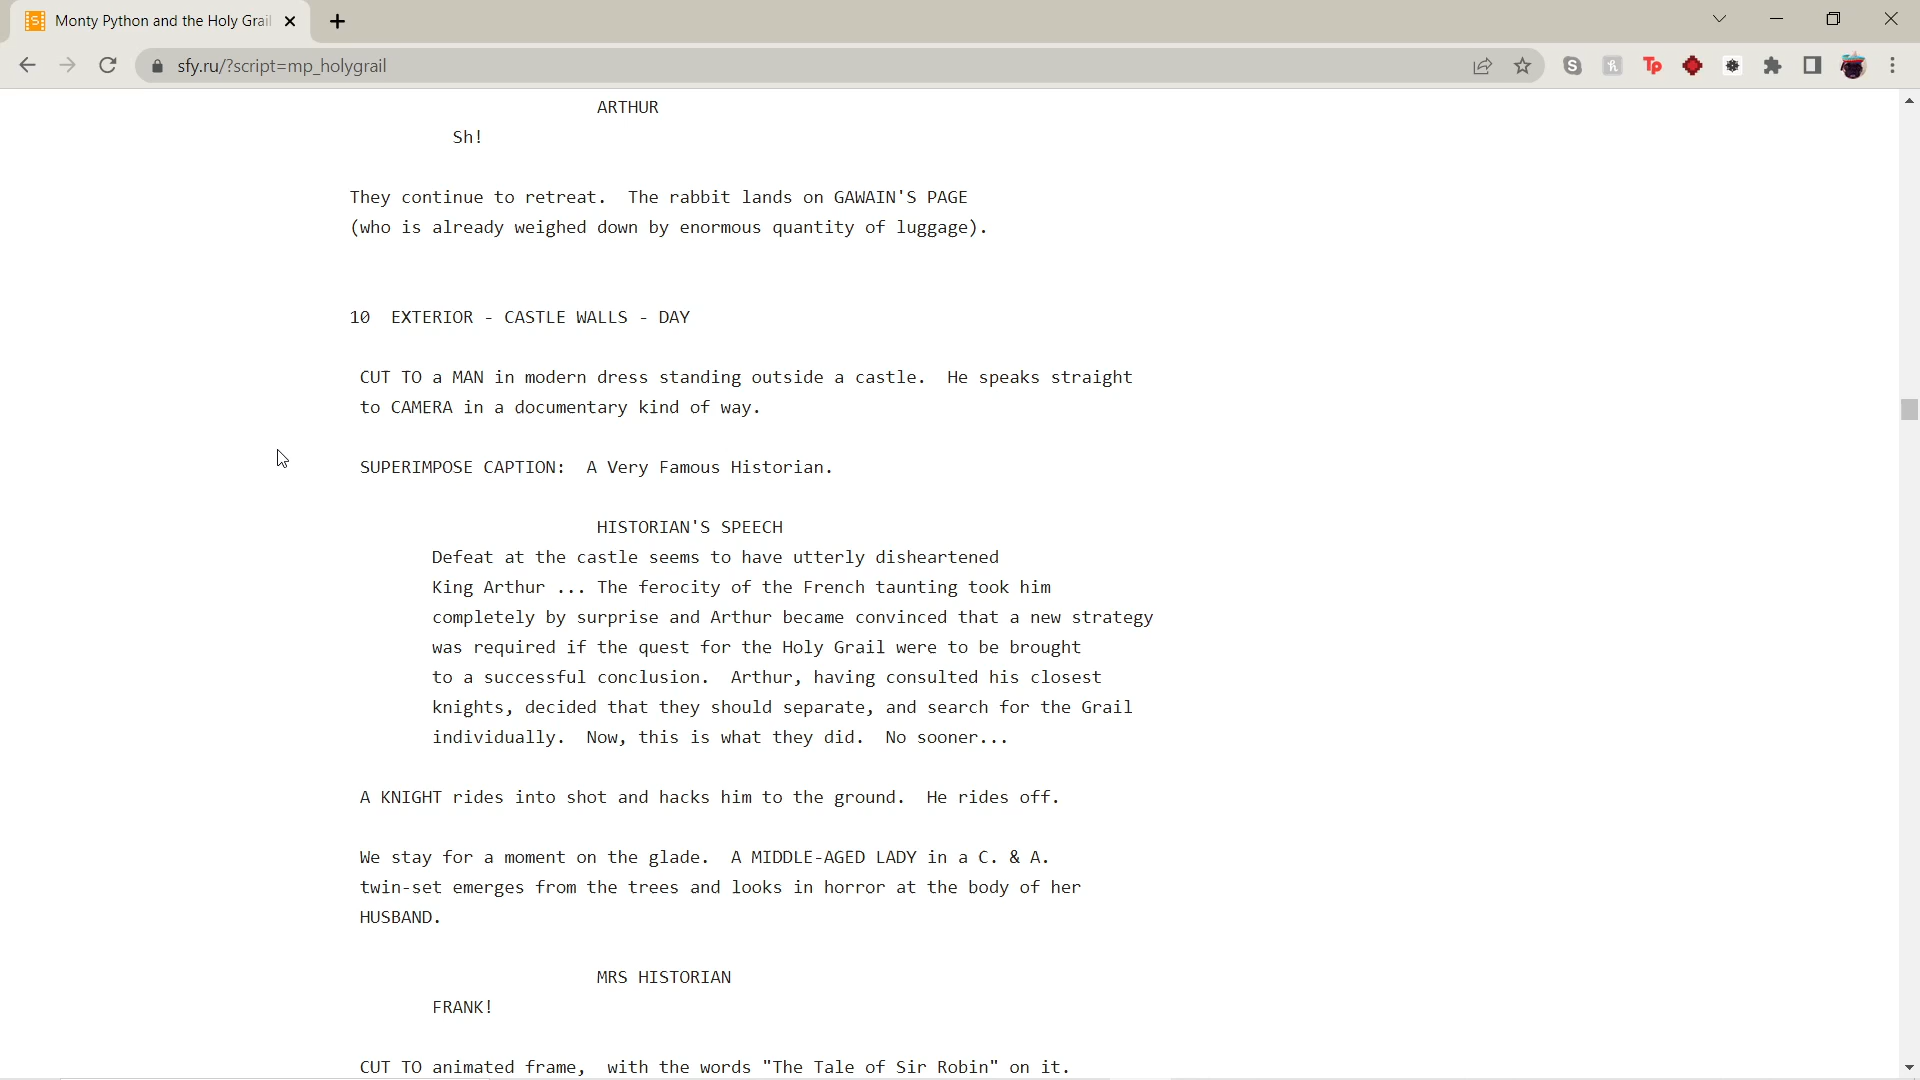 Monty Python and the Holy Grail
sfy.ru/?script=mp_holygrail
ARTHUR
Sh!
They continue to retreat.  The rabbit lands on GAWAIN'S PAGE
(who is already weighed down by enormous quantity of luggage).
10  EXTERIOR - CASTLE WALLS - DAY
CUT TO a MAN in modern dress standing outside a castle.  He speaks straight
to CAMERA in a documentary kind of way.
SUPERIMPOSE CAPTION:  A Very Famous Historian.
HISTORIAN'S SPEECH
Defeat at the castle seems to have utterly disheartened
King Arthur ... The ferocity of the French taunting took him
completely by surprise and Arthur became convinced that a new strategy
was required if the quest for the Holy Grail were to be brought
to a successful conclusion.  Arthur, having consulted his closest
knights, decided that they should separate, and search for the Grail
individually.  Now, this is what they did.  No sooner...
A KNIGHT rides into shot and hacks him to the ground.  He rides off.
We stay for a moment on the glade.  A MIDDLE-AGED LADY in a C. & A.
twin-set emerges from the trees and looks in horror at the body of her
HUSBAND.
MRS HISTORIAN
FRANK!
CUT TO animated frame,  with the words "The Tale of Sir Robin" on it.